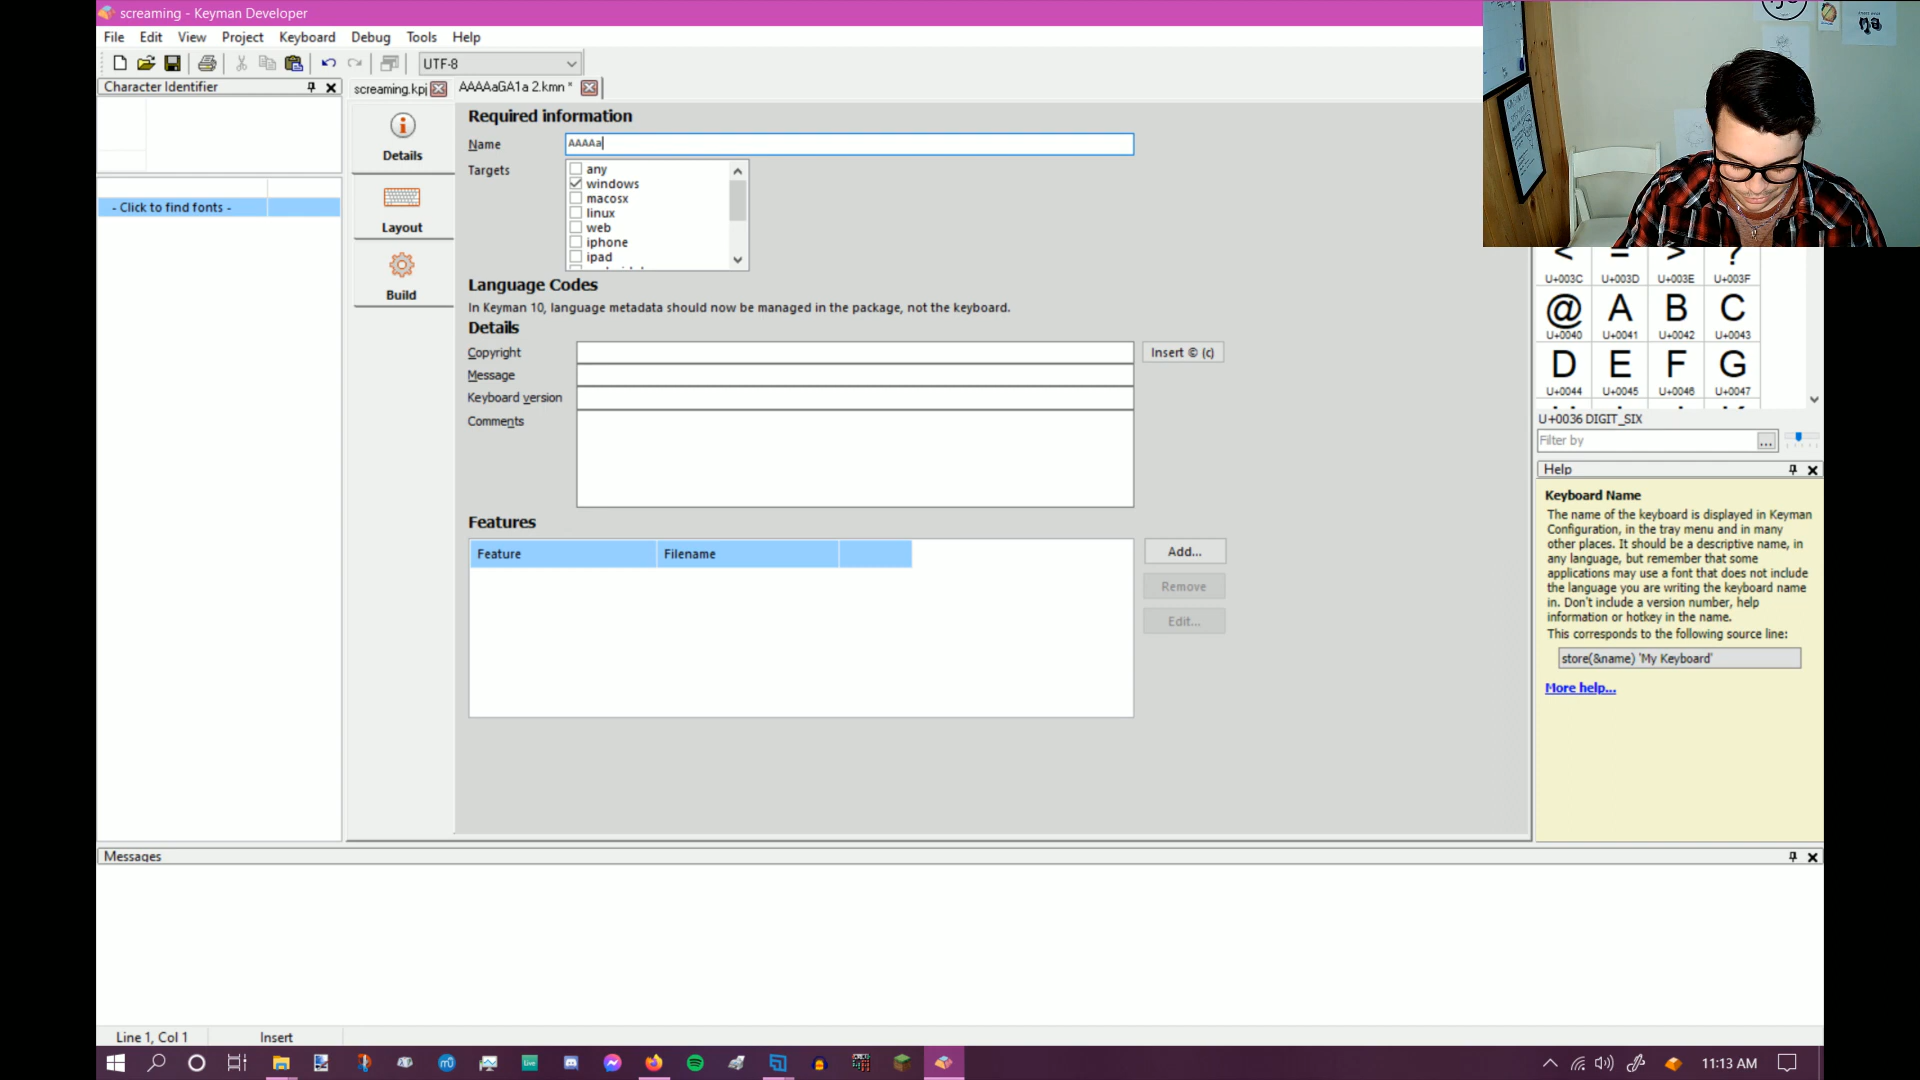 screaming - Keyman Developer
File Edit View Project Keyboard Debug Tools Help
UTF-8
Character Identifier
screaming.kpj
AAAAaGA1a 2.kmn *
- Click to find fonts -
Details
Layout
Build
Required information
Name
AAAAa
Targets
any
windows
macosx
linux
web
iphone
ipad
Language Codes
In Keyman 10, language metadata should now be managed in the package, not the keyboard.
Details
Copyright
Insert © (c)
Message
Keyboard version
Comments
Features
Feature Filename
Add...
Remove
Edit...
< = > ?
U+003C U+003D U+003E U+003F
@ A B C
U+0040 U+0041 U+0042 U+0043
D E F G
U+0044 U+0045 U+0046 U+0047
U+0036 DIGIT_SIX
Filter by
...
Help
Keyboard Name
The name of the keyboard is displayed in Keyman
Configuration, in the tray menu and in many
other places. It should be a descriptive name, in
any language, but remember that some
applications may use a font that does not include
the language you are writing the keyboard name
in. Don't include a version number, help
information or hotkey in the name.
This corresponds to the following source line:
store(&name) 'My Keyboard'
More help...
Messages
Line 1, Col 1
Insert
11:13 AM